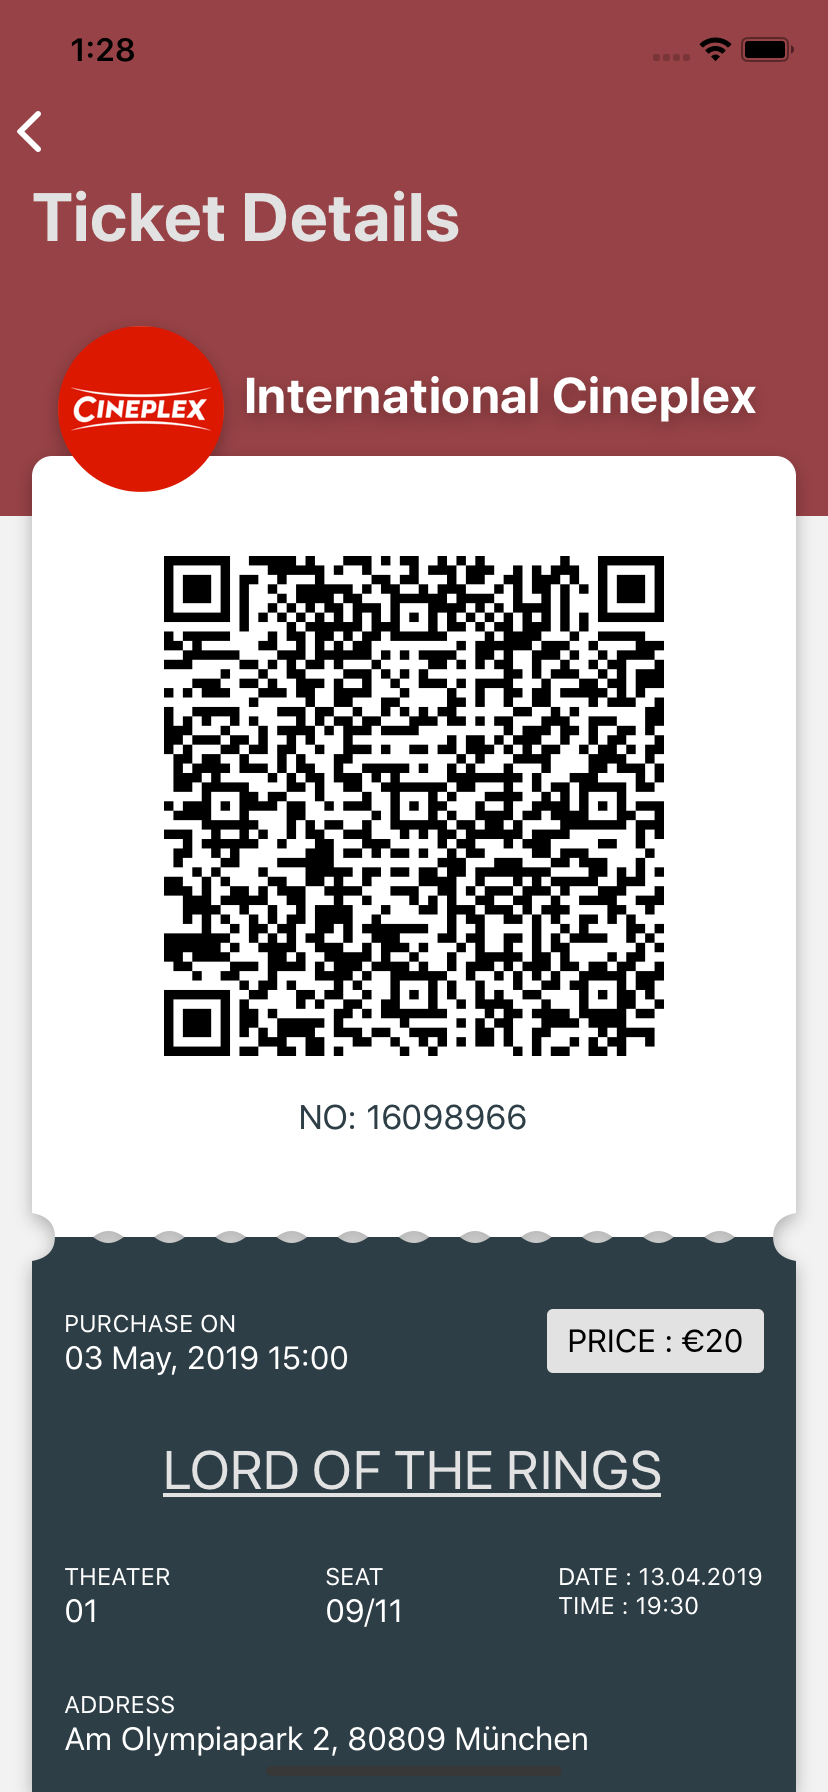 1:28
Ticket Details
CINEPLEX
International Cineplex
NO: 16098966
PURCHASE ON
03 May, 2019 15:00
PRICE : €20
LORD OF THE RINGS
THEATER
01
SEAT
09/11
DATE : 13.04.2019
TIME : 19:30
ADDRESS
Am Olympiapark 2, 80809 München